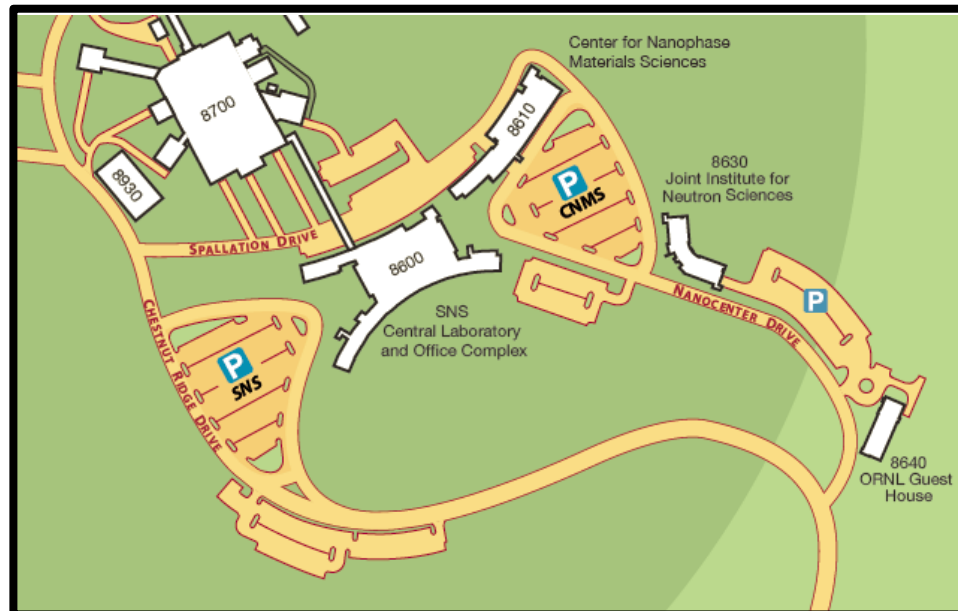 Center for Nanophase
Materials Sciences
8700
8610
8930
P
CNMS
8630
Joint Institute for
Neutron Sciences
SPALLATION DRIVE
8600
SNS
Central Laboratory
and Office Complex
NANOCENTER DRIVE
P
CHESTNUT RIDGE DRIVE
P
SNS
8640
ORNL Guest
House